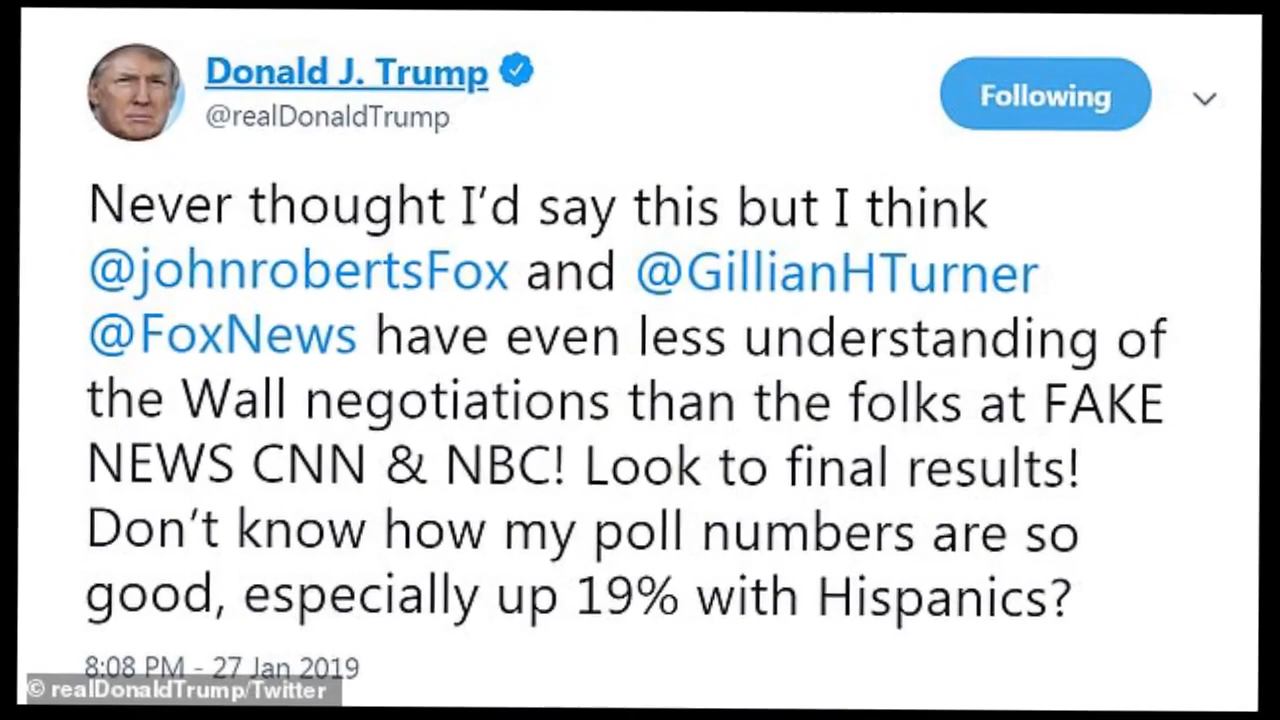 Donald J. Trump
@realDonaldTrump
Following
Never thought I'd say this but I think
@johnrobertsFox and @GillianHTurner
@FoxNews have even less understanding of
the Wall negotiations than the folks at FAKE
NEWS CNN & NBC! Look to final results!
Don't know how my poll numbers are so
good, especially up 19% with Hispanics?
8:08 PM - 27 Jan 2019
© realDonaldTrump/Twitter